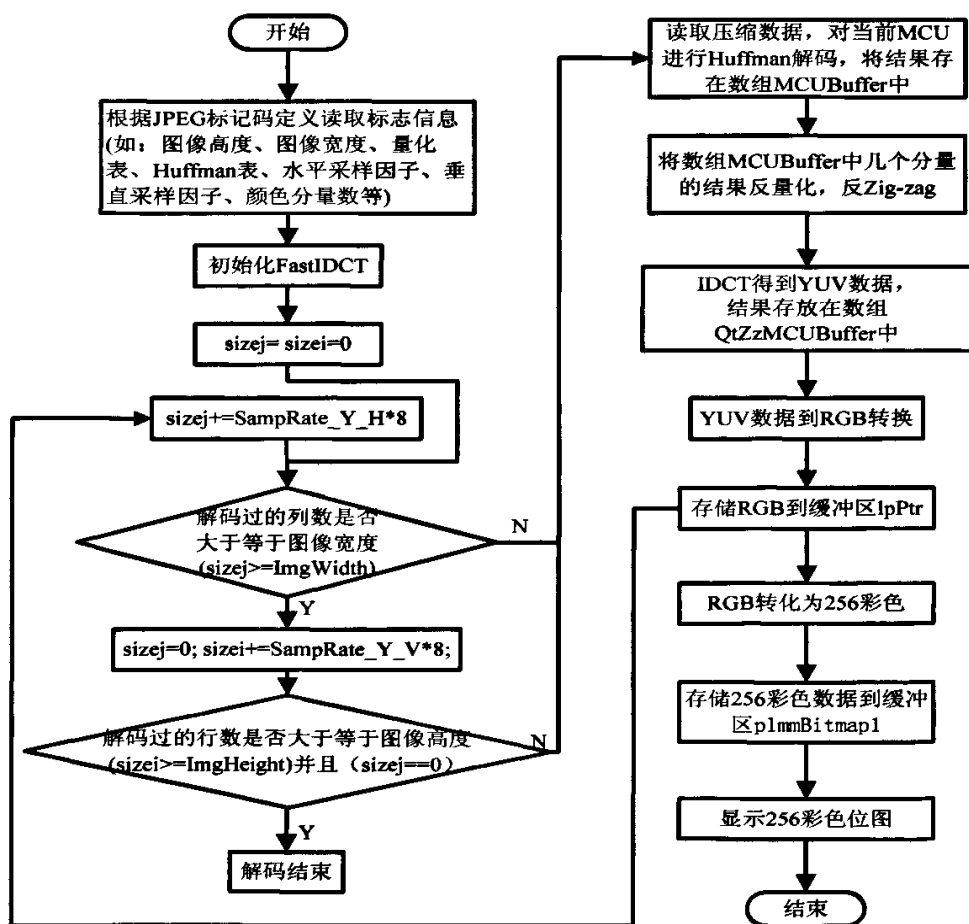 开始
根据JPEG标记码定义读取标志信息
(如：图像高度、图像宽度、量化
表、Huffman表、水平采样因子、垂
直采样因子、颜色分量数等)
初始化FastIDCT
sizej= sizei=0
sizej+=SampRate_Y_H*8
解码过的列数是否
大于等于图像宽度
(sizej>=ImgWidth)
N
Y
sizej=0; sizei+=SampRate_Y_V*8;
解码过的行数是否大于等于图像高度
(sizei>=ImgHeight)并且（sizej==0）
N
Y
解码结束
读取压缩数据，对当前MCU
进行Huffman解码，将结果存
在数组MCUBuffer中
将数组MCUBuffer中几个分量
的结果反量化，反Zig-zag
IDCT得到YUV数据，
结果存放在数组
QtZzMCUBuffer中
YUV数据到RGB转换
存储RGB到缓冲区lpPtr
RGB转化为256彩色
存储256彩色数据到缓冲
区plmmBitmap1
显示256彩色位图
结束